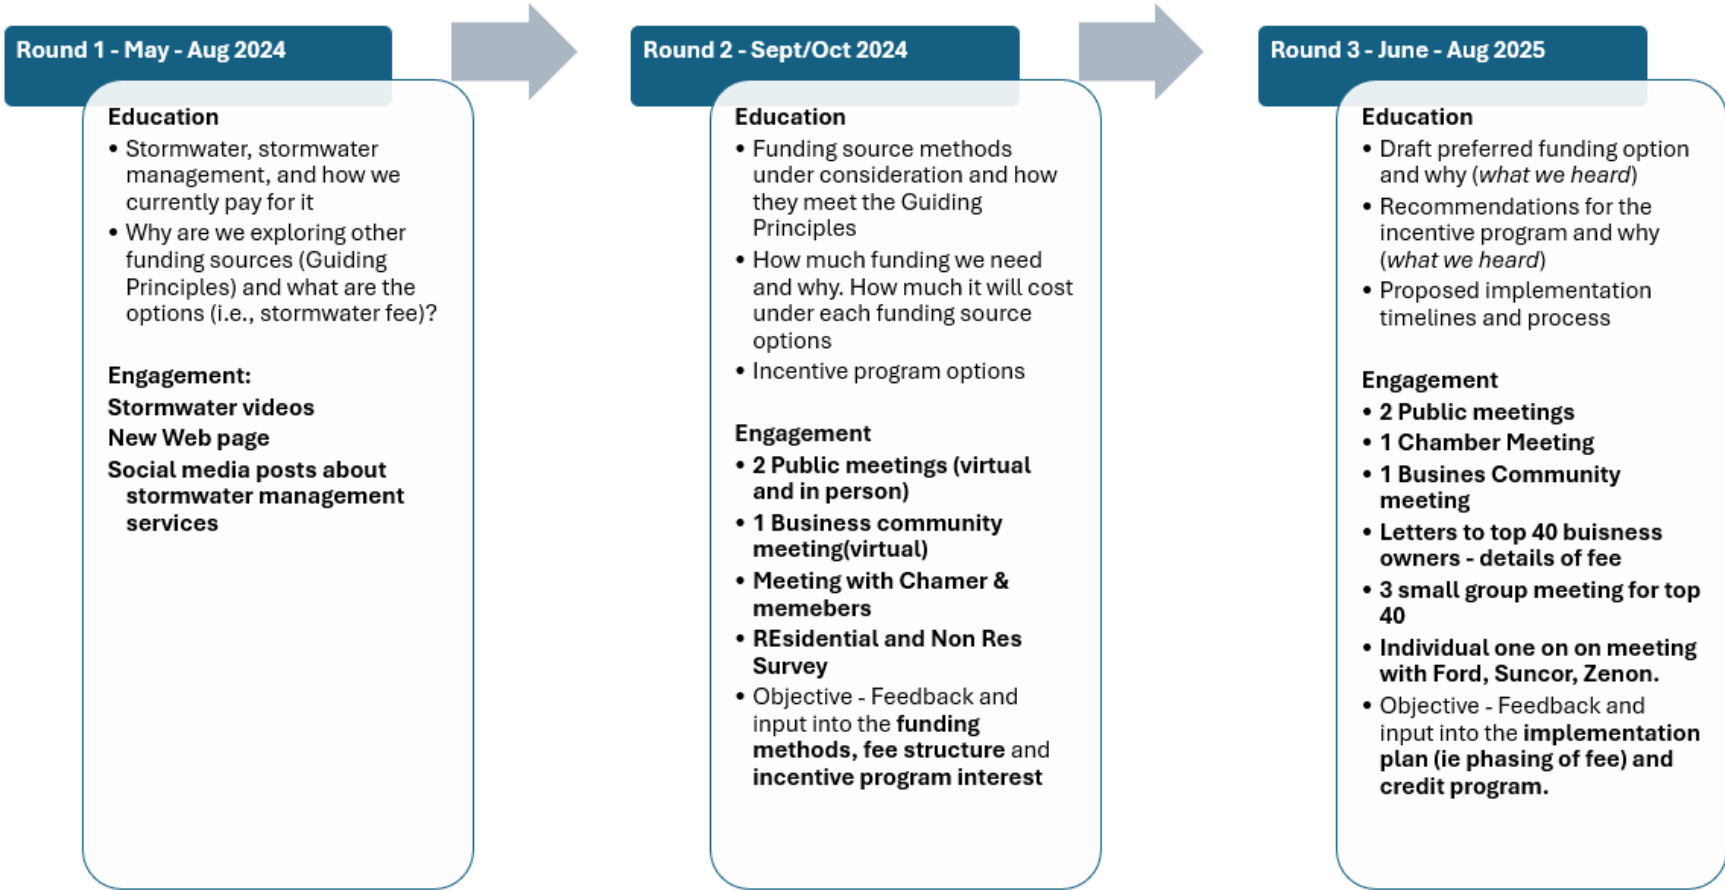 Round 1 - May - Aug 2024
Education
• Stormwater, stormwater
management, and how we
currently pay for it
• Why are we exploring other
funding sources (Guiding
Principles) and what are the
options (i.e., stormwater fee)?
Engagement:
Stormwater videos
New Web page
Social media posts about
stormwater management
services
Round 2 - Sept/Oct 2024
Education
• Funding source methods
under consideration and how
they meet the Guiding
Principles
• How much funding we need
and why. How much it will cost
under each funding source
options
• Incentive program options
Engagement
• 2 Public meetings (virtual
and in person)
• 1 Business community
meeting(virtual)
• Meeting with Chamer &
memebers
• REsidential and Non Res
Survey
• Objective - Feedback and
input into the funding
methods, fee structure and
incentive program interest
Round 3 - June - Aug 2025
Education
• Draft preferred funding option
and why (what we heard)
• Recommendations for the
incentive program and why
(what we heard)
• Proposed implementation
timelines and process
Engagement
• 2 Public meetings
• 1 Chamber Meeting
• 1 Busines Community
meeting
• Letters to top 40 buisness
owners - details of fee
• 3 small group meeting for top
40
• Individual one on on meeting
with Ford, Suncor, Zenon.
• Objective - Feedback and
input into the implementation
plan (ie phasing of fee) and
credit program.